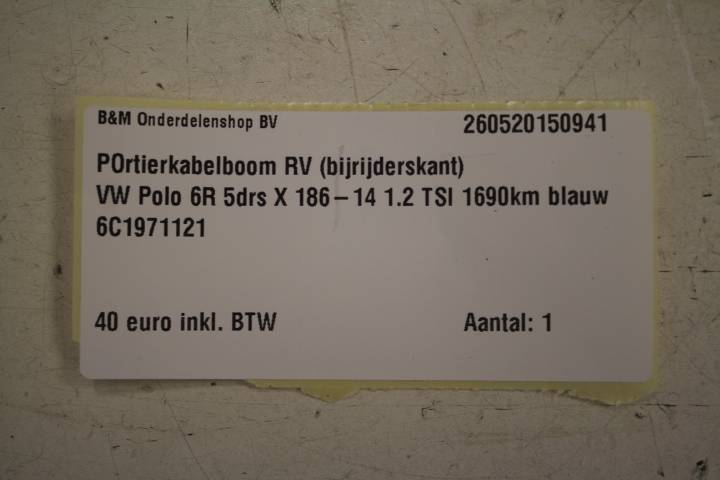 B&M Onderdelenshop BV 260520150941
POrtierkabelboom RV (bijrijderskant)
VW Polo 6R 5drs X 186-14 1.2 TSI 1690km blauw
6C1971121
40 euro inkl. BTW Aantal: 1